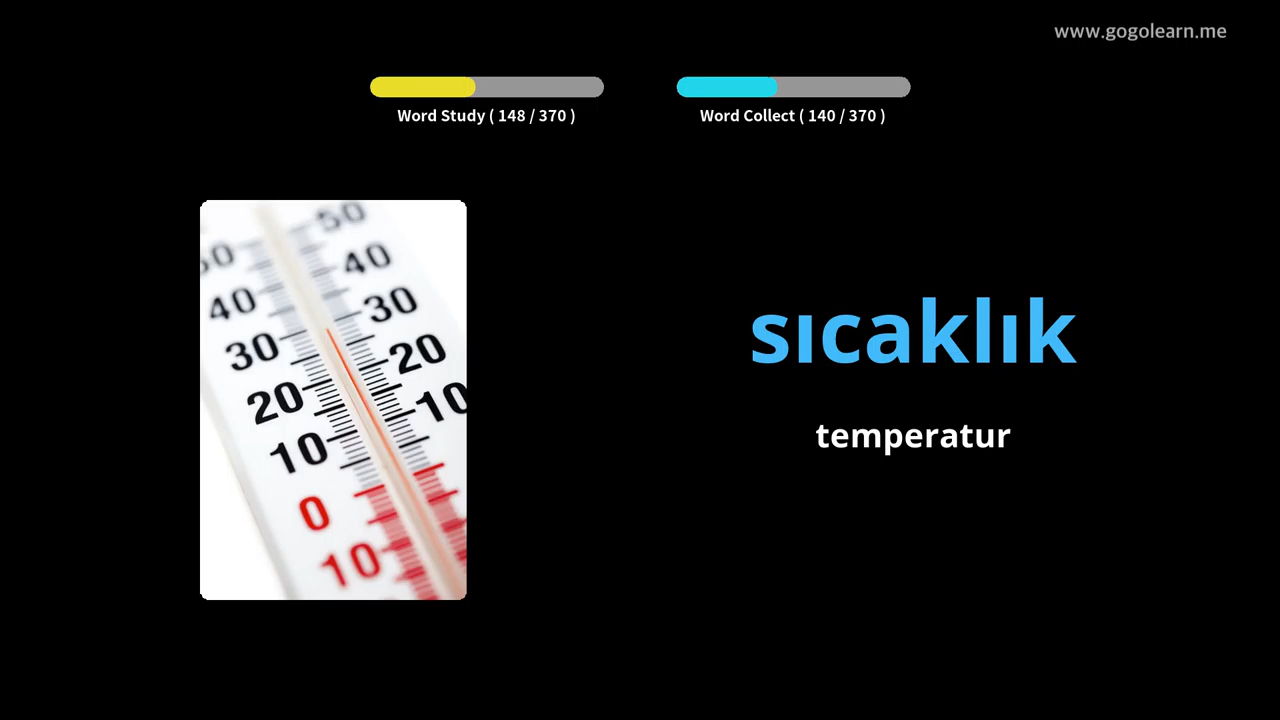 www.gogolearn.me
Word Study ( 148 / 370 )
Word Collect ( 140 / 370 )
50
40
30
20
10
40
30
20
10
0
10
sıcaklık
temperatur